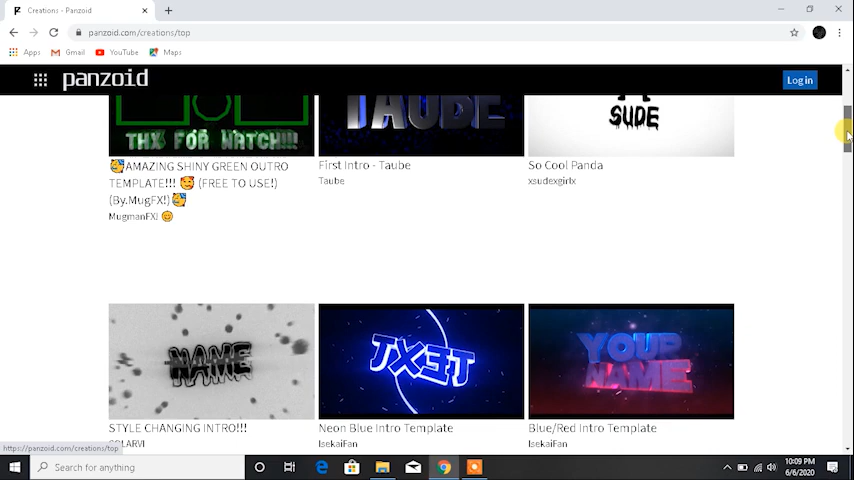 Creations - Panzoid
panzoid.com/creations/top
Apps Gmail YouTube Maps
panzoid
Log in
THX FOR WATCH!!!
TAUBE
SUDE
🥰AMAZING SHINY GREEN OUTRO
TEMPLATE!!! 🥰 (FREE TO USE!)
(By.MugFX!)🥰
MugmanFX!
First Intro - Taube
Taube
So Cool Panda
xsudexgirlx
NAME
TX3T
YOUR
NAME
STYLE CHANGING INTRO!!!
Neon Blue Intro Template
IsekaiFan
Blue/Red Intro Template
IsekaiFan
https://panzoid.com/creations/top
Search for anything
10:09 PM
6/6/2020